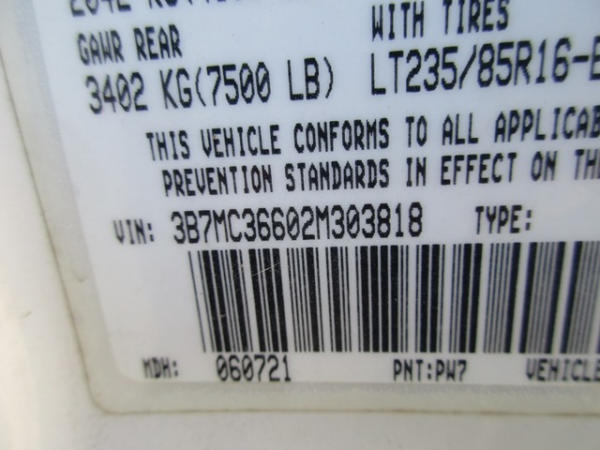 GAWR REAR
WITH TIRES
3402 KG(7500 LB)
LT235/85R16-E
THIS VEHICLE CONFORMS TO ALL APPLICAB
PREVENTION STANDARDS IN EFFECT ON THE
VIN: 3B7MC36602M303818 TYPE:
MDH: 060721 PNT:PW7 VEHICLE